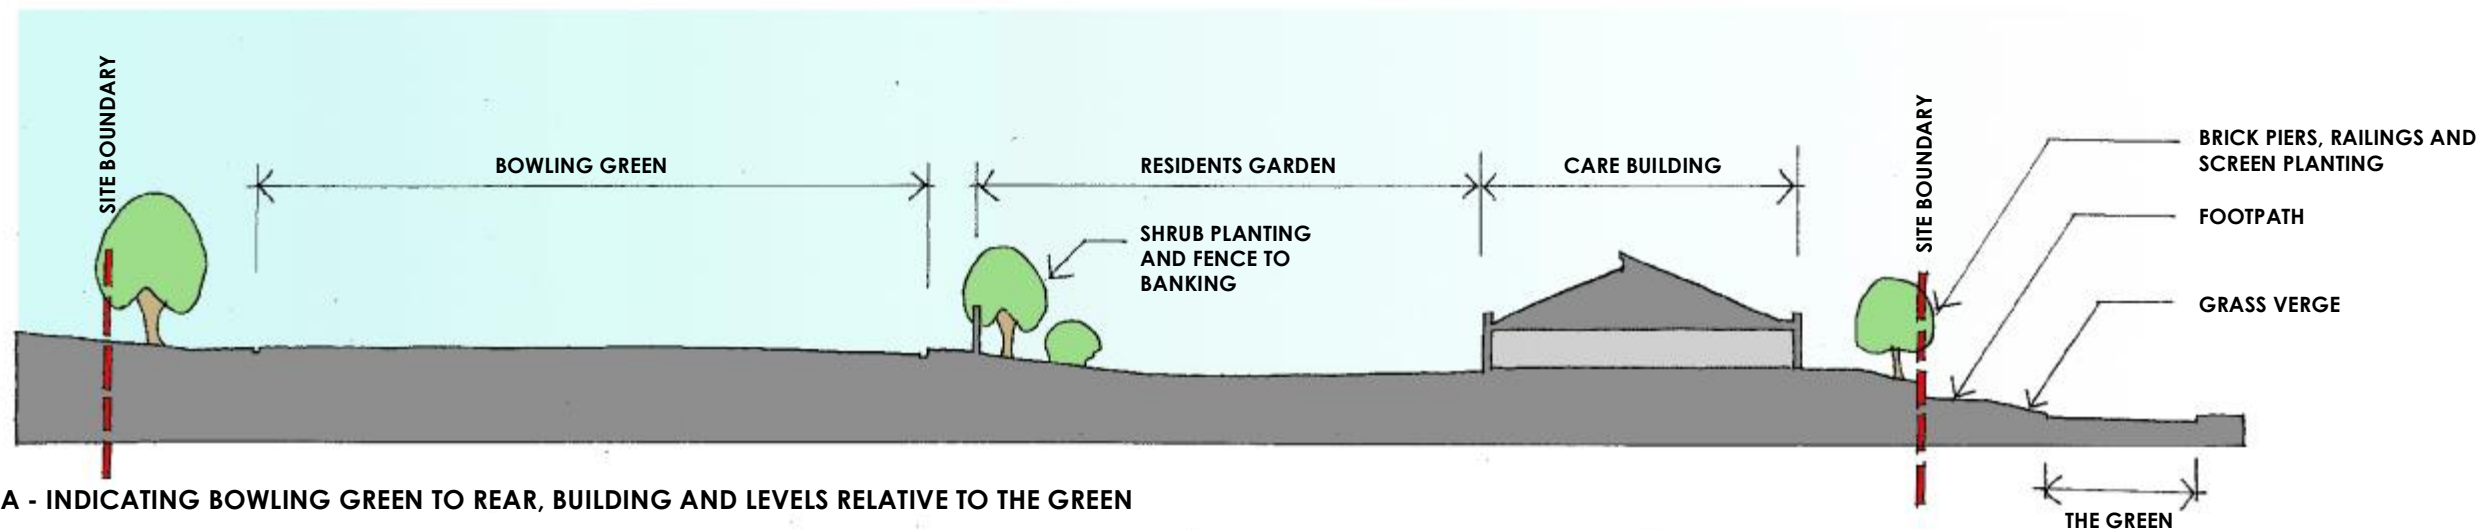 SITE BOUNDARY
BOWLING GREEN
RESIDENTS GARDEN
CARE BUILDING
SITE BOUNDARY
BRICK PIERS, RAILINGS AND
SCREEN PLANTING
FOOTPATH
SHRUB PLANTING
AND FENCE TO
BANKING
GRASS VERGE
A - INDICATING BOWLING GREEN TO REAR, BUILDING AND LEVELS RELATIVE TO THE GREEN
THE GREEN